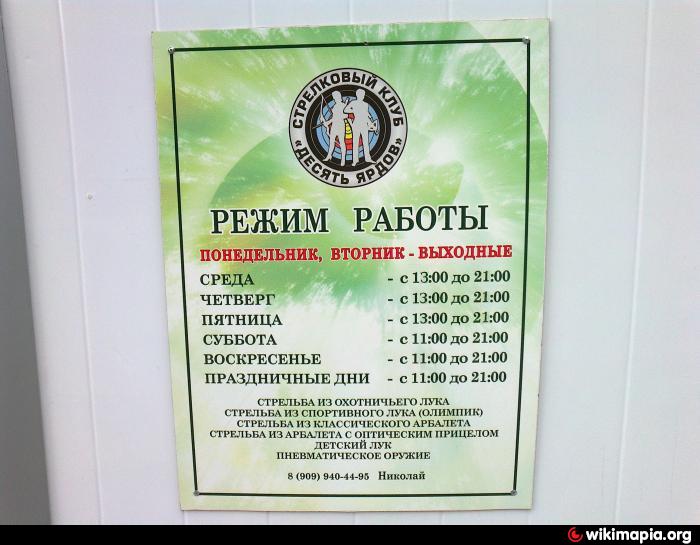 СТРЕЛКОВЫЙ КЛУБ
«ДЕСЯТЬ ЯРДОВ»
РЕЖИМ РАБОТЫ
ПОНЕДЕЛЬНИК, ВТОРНИК - ВЫХОДНЫЕ
СРЕДА - с 13:00 до 21:00
ЧЕТВЕРГ - с 13:00 до 21:00
ПЯТНИЦА - с 13:00 до 21:00
СУББОТА - с 11:00 до 21:00
ВОСКРЕСЕНЬЕ - с 11:00 до 21:00
ПРАЗДНИЧНЫЕ ДНИ - с 11:00 до 21:00
СТРЕЛЬБА ИЗ ОХОТНИЧЬЕГО ЛУКА
СТРЕЛЬБА ИЗ СПОРТИВНОГО ЛУКА (ОЛИМПИК)
СТРЕЛЬБА ИЗ КЛАССИЧЕСКОГО АРБАЛЕТА
СТРЕЛЬБА ИЗ АРБАЛЕТА С ОПТИЧЕСКИМ ПРИЦЕЛОМ
ДЕТСКИЙ ЛУК
ПНЕВМАТИЧЕСКОЕ ОРУЖИЕ
8 (909) 940-44-95 Николай
wikimapia.org